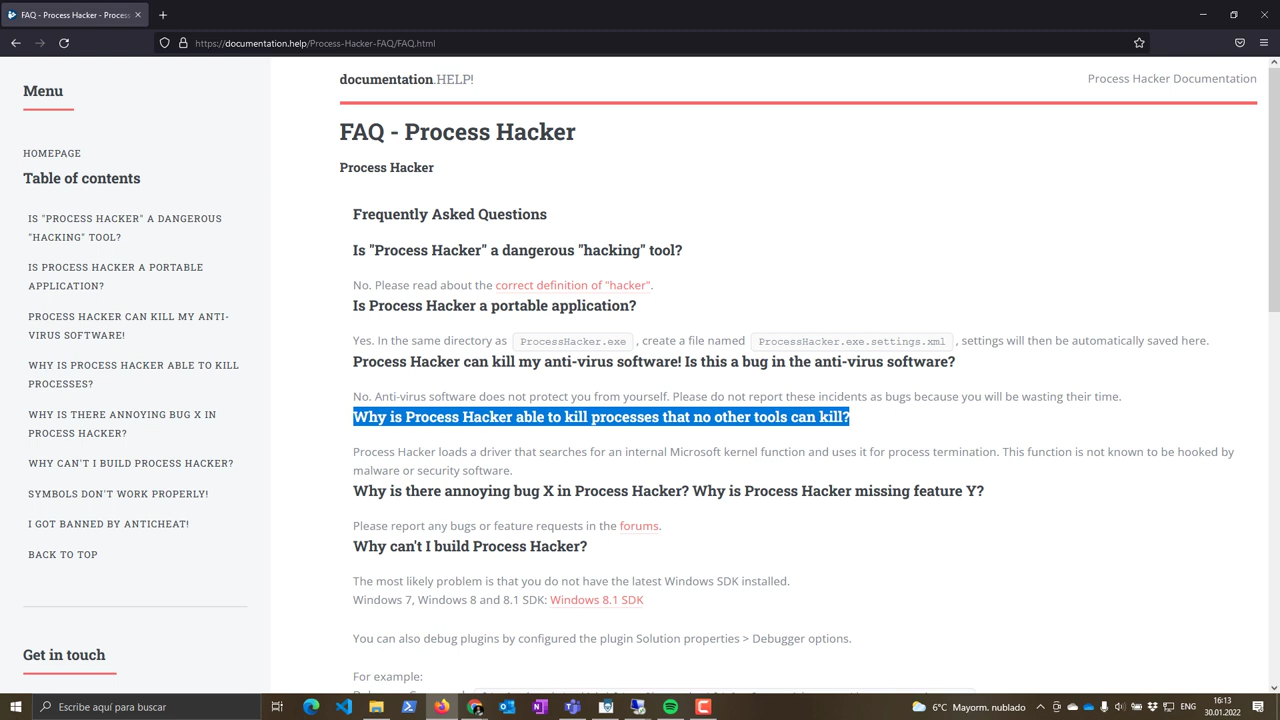 FAQ - Process Hacker - Process
https://documentation.help/Process-Hacker-FAQ/FAQ.html
Menu
HOMEPAGE
Table of contents
IS "PROCESS HACKER" A DANGEROUS
"HACKING" TOOL?
IS PROCESS HACKER A PORTABLE
APPLICATION?
PROCESS HACKER CAN KILL MY ANTI-
VIRUS SOFTWARE!
WHY IS PROCESS HACKER ABLE TO KILL
PROCESSES?
WHY IS THERE ANNOYING BUG X IN
PROCESS HACKER?
WHY CAN'T I BUILD PROCESS HACKER?
SYMBOLS DON'T WORK PROPERLY!
I GOT BANNED BY ANTICHEAT!
BACK TO TOP
Get in touch
documentation.HELP!
Process Hacker Documentation
FAQ - Process Hacker
Process Hacker
Frequently Asked Questions
Is "Process Hacker" a dangerous "hacking" tool?
No. Please read about the correct definition of "hacker".
Is Process Hacker a portable application?
Yes. In the same directory as ProcessHacker.exe , create a file named ProcessHacker.exe.settings.xml , settings will then be automatically saved here.
Process Hacker can kill my anti-virus software! Is this a bug in the anti-virus software?
No. Anti-virus software does not protect you from yourself. Please do not report these incidents as bugs because you will be wasting their time.
Why is Process Hacker able to kill processes that no other tools can kill?
Process Hacker loads a driver that searches for an internal Microsoft kernel function and uses it for process termination. This function is not known to be hooked by
malware or security software.
Why is there annoying bug X in Process Hacker? Why is Process Hacker missing feature Y?
Please report any bugs or feature requests in the forums.
Why can't I build Process Hacker?
The most likely problem is that you do not have the latest Windows SDK installed.
Windows 7, Windows 8 and 8.1 SDK: Windows 8.1 SDK
You can also debug plugins by configured the plugin Solution properties > Debugger options.
For example:
Escribe aquí para buscar
6°C Mayorm. nublado
ENG
16:13
30.01.2022